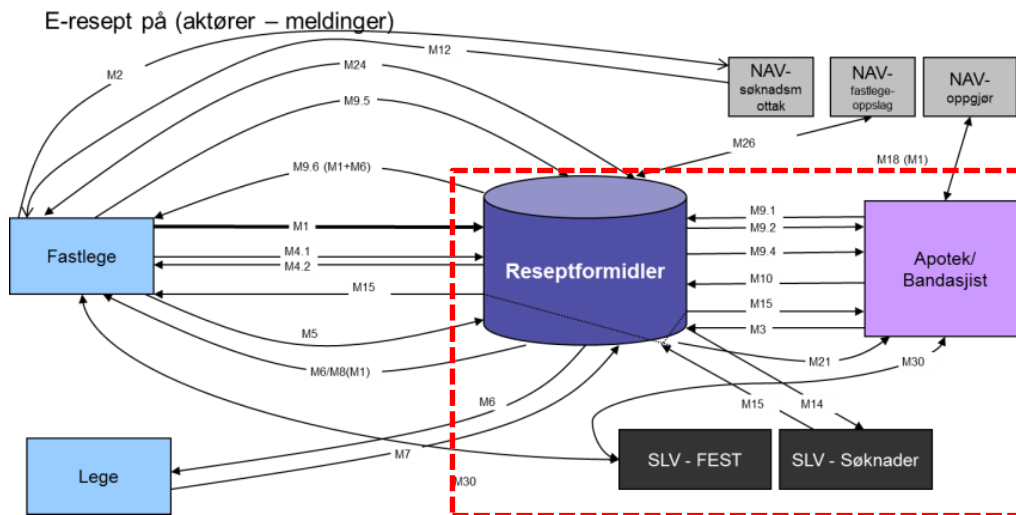 E-resept på (aktører – meldinger)
M2
M12
M24
M9.5
NAV-
søknadsm
ottak
NAV-
fastlege-
oppslag
NAV-
oppgjør
M26
M18 (M1)
M9.6 (M1+M6)
Fastlege
M1
M4.1
M4.2
M15
M5
M6/M8(M1)
Reseptformidler
M9.1
M9.2
M9.4
M10
M15
M3
Apotek/
Bandasjist
M21
M30
M6
M7
M15
M14
Lege
M30
SLV - FEST
SLV - Søknader